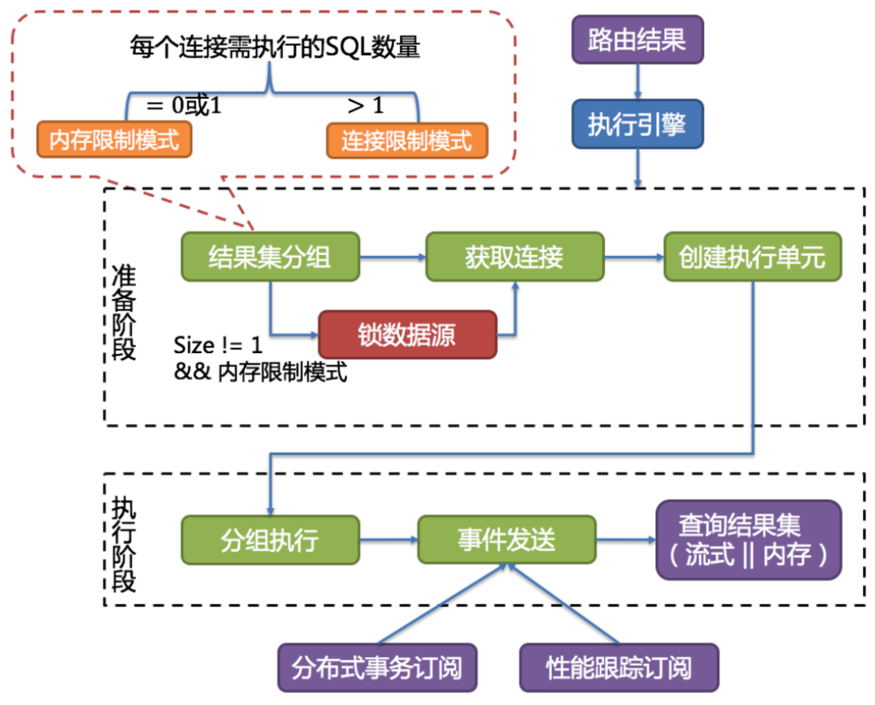 每个连接需执行的SQL数量
= 0或1
> 1
内存限制模式
连接限制模式
路由结果
执行引擎
准备阶段
结果集分组
获取连接
创建执行单元
锁数据源
Size != 1
&& 内存限制模式
执行阶段
分组执行
事件发送
查询结果集
（流式 || 内存）
分布式事务订阅
性能跟踪订阅